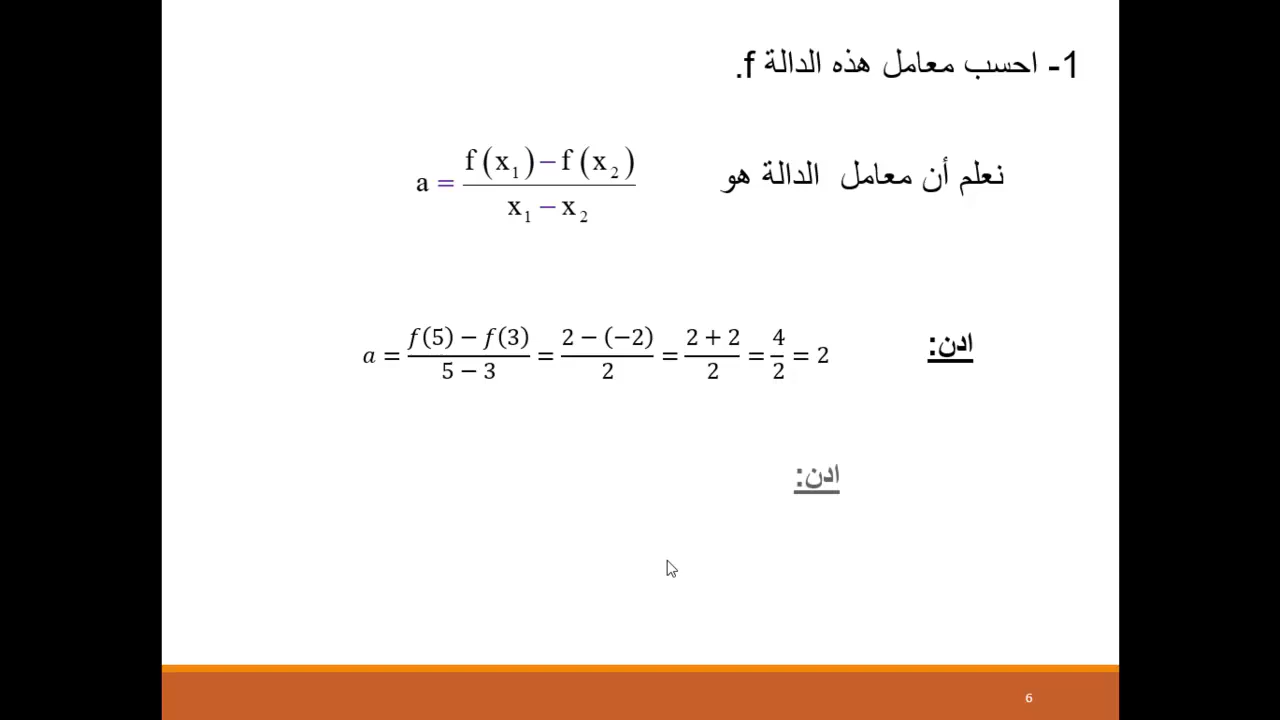 1- احسب معامل هذه الدالة f.
نعلم أن معامل الدالة هو a = (f(x₁) − f(x₂)) / (x₁ − x₂)
ادن: a = (f(5) − f(3)) / (5 − 3) = (2 − (−2)) / 2 = (2 + 2) / 2 = 4/2 = 2
ادن:
6